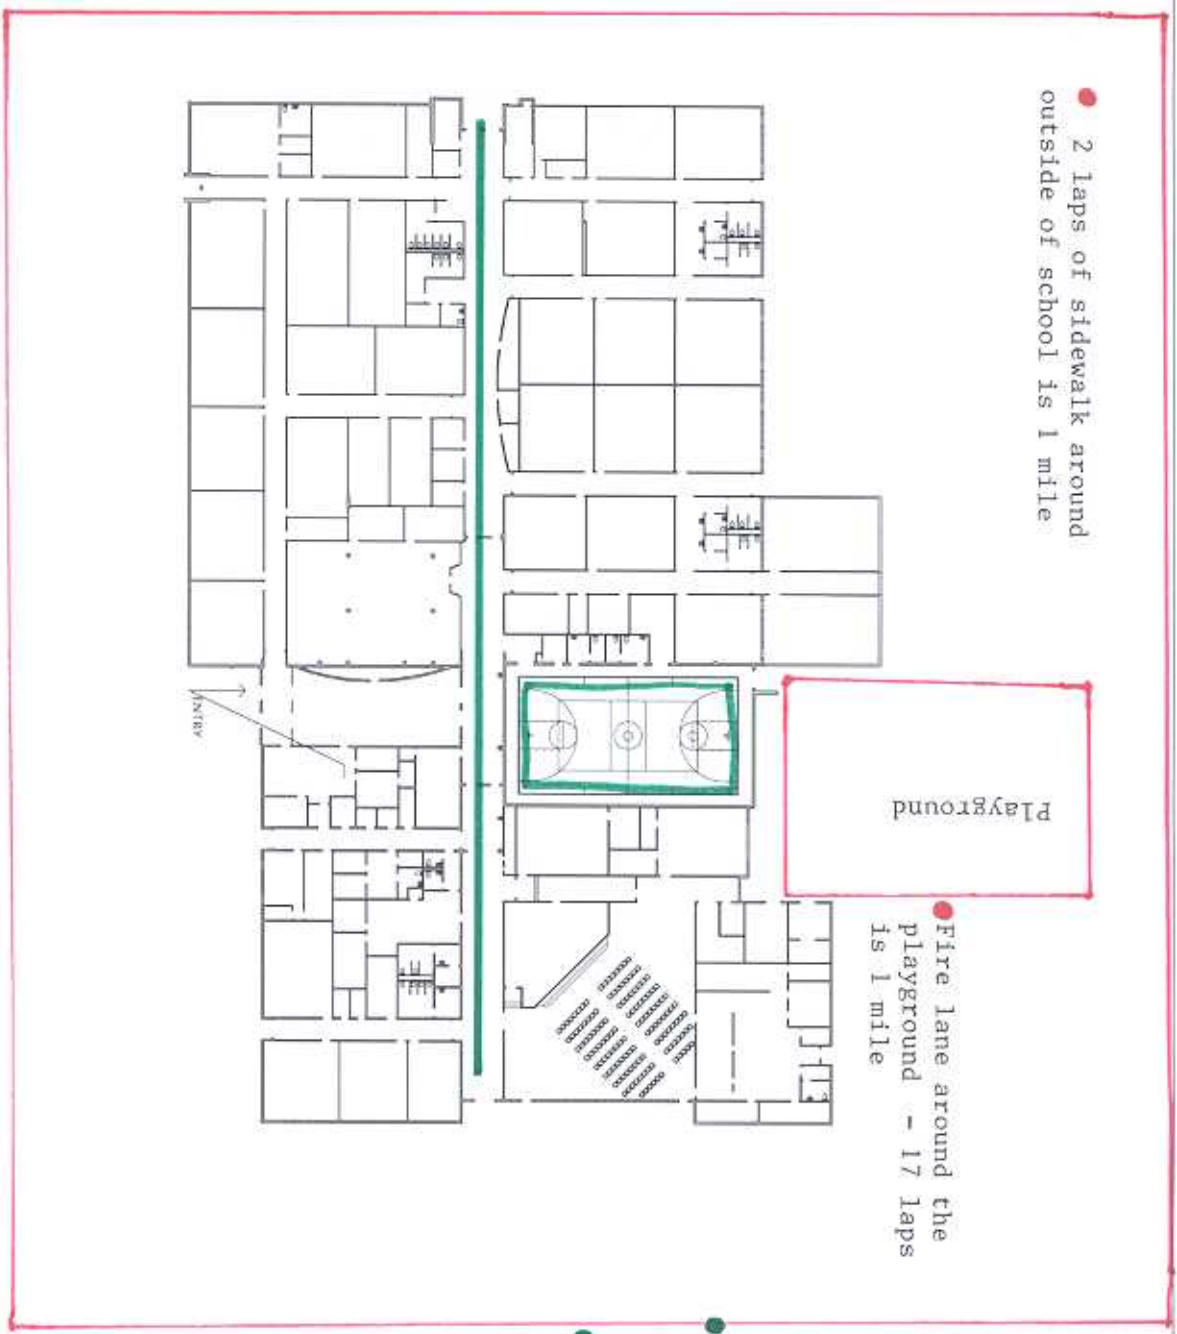 ● 2 laps of sidewalk around
outside of school is 1 mile
Playground
●Fire lane around the
playground - 17 laps
is 1 mile
ENTRY